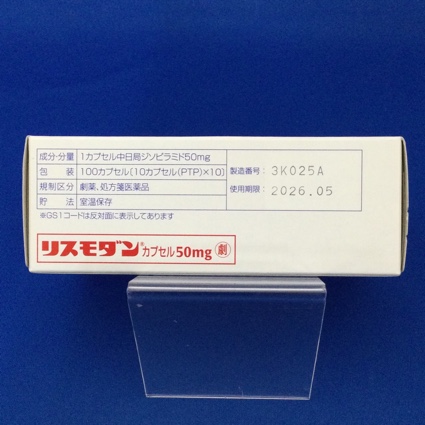 成分・分量 1カプセル中日局ジソピラミド50mg
包装 100カプセル〔10カプセル(PTP)×10〕
規制区分 劇薬、処方箋医薬品
貯法 室温保存
製造番号: 3K025A
使用期限: 2026.05
※GS1コードは反対面に表示してあります
リスモダン®カプセル50mg 劇